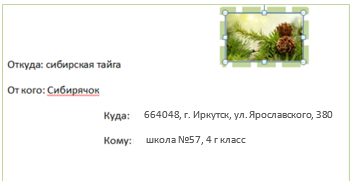 Откуда: сибирская тайга
От кого: Сибирячок
Куда: 664048, г. Иркутск, ул. Ярославского, 380
Кому: школа №57, 4 г класс